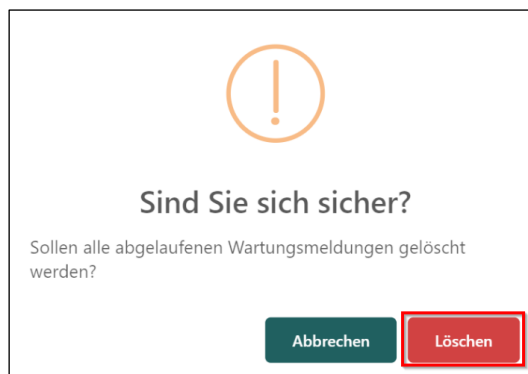 Sind Sie sich sicher?
Sollen alle abgelaufenen Wartungsmeldungen gelöscht
werden?
Abbrechen Löschen